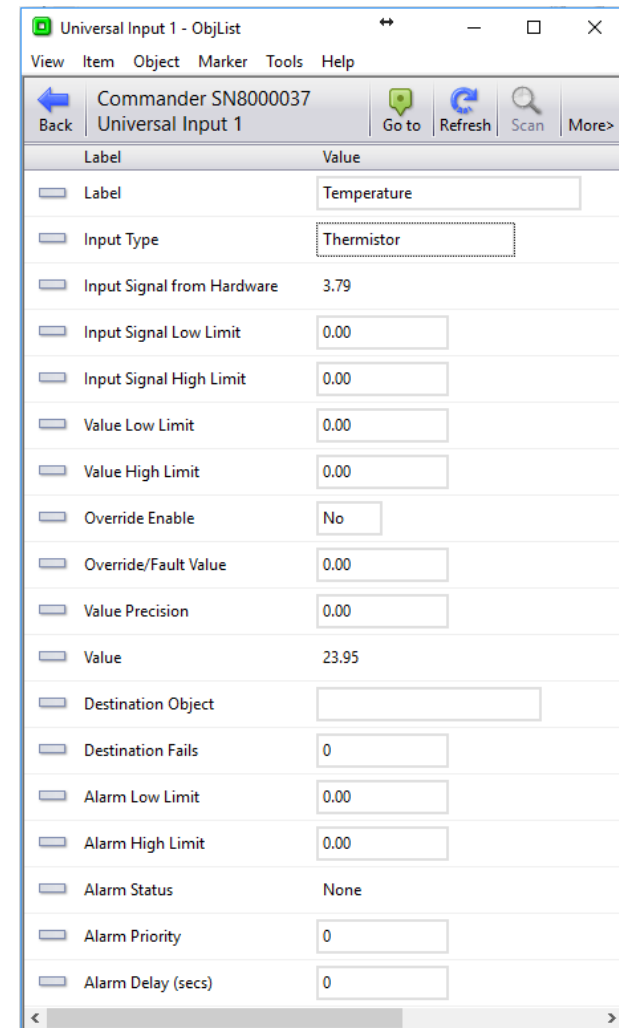 Universal Input 1 - ObjList
View Item Object Marker Tools Help
Commander SN8000037
Universal Input 1
Back Go to Refresh Scan More>
Label Value
Label Temperature
Input Type Thermistor
Input Signal from Hardware 3.79
Input Signal Low Limit 0.00
Input Signal High Limit 0.00
Value Low Limit 0.00
Value High Limit 0.00
Override Enable No
Override/Fault Value 0.00
Value Precision 0.00
Value 23.95
Destination Object
Destination Fails 0
Alarm Low Limit 0.00
Alarm High Limit 0.00
Alarm Status None
Alarm Priority 0
Alarm Delay (secs) 0